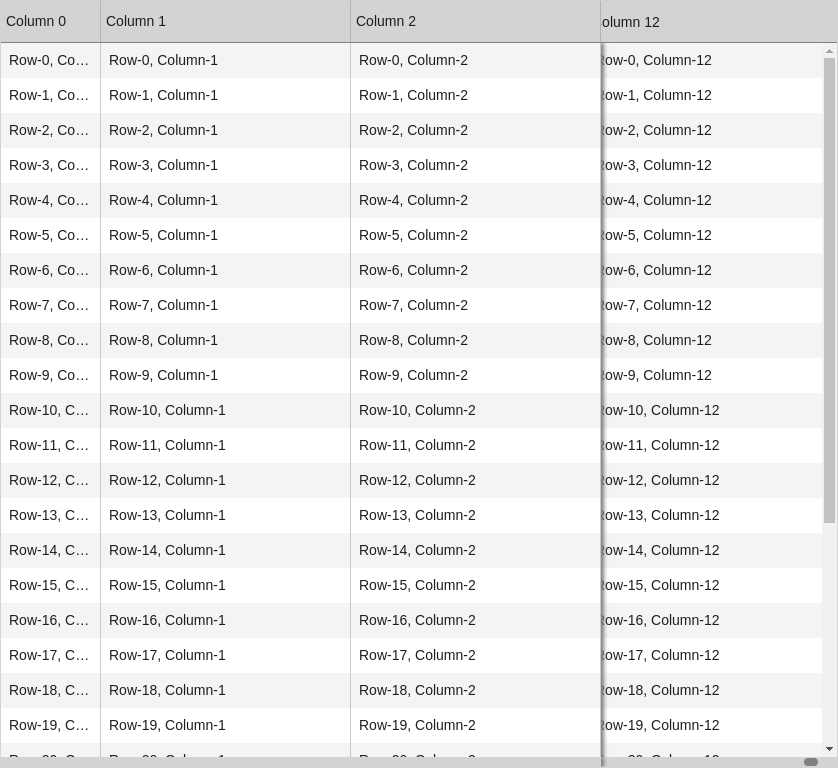 Column 0 Column 1 Column 2 olumn 12
Row-0, Co… Row-0, Column-1 Row-0, Column-2 ow-0, Column-12
Row-1, Co… Row-1, Column-1 Row-1, Column-2 ow-1, Column-12
Row-2, Co… Row-2, Column-1 Row-2, Column-2 ow-2, Column-12
Row-3, Co… Row-3, Column-1 Row-3, Column-2 ow-3, Column-12
Row-4, Co… Row-4, Column-1 Row-4, Column-2 ow-4, Column-12
Row-5, Co… Row-5, Column-1 Row-5, Column-2 ow-5, Column-12
Row-6, Co… Row-6, Column-1 Row-6, Column-2 ow-6, Column-12
Row-7, Co… Row-7, Column-1 Row-7, Column-2 ow-7, Column-12
Row-8, Co… Row-8, Column-1 Row-8, Column-2 ow-8, Column-12
Row-9, Co… Row-9, Column-1 Row-9, Column-2 ow-9, Column-12
Row-10, C… Row-10, Column-1 Row-10, Column-2 ow-10, Column-12
Row-11, C… Row-11, Column-1 Row-11, Column-2 ow-11, Column-12
Row-12, C… Row-12, Column-1 Row-12, Column-2 ow-12, Column-12
Row-13, C… Row-13, Column-1 Row-13, Column-2 ow-13, Column-12
Row-14, C… Row-14, Column-1 Row-14, Column-2 ow-14, Column-12
Row-15, C… Row-15, Column-1 Row-15, Column-2 ow-15, Column-12
Row-16, C… Row-16, Column-1 Row-16, Column-2 ow-16, Column-12
Row-17, C… Row-17, Column-1 Row-17, Column-2 ow-17, Column-12
Row-18, C… Row-18, Column-1 Row-18, Column-2 ow-18, Column-12
Row-19, C… Row-19, Column-1 Row-19, Column-2 ow-19, Column-12